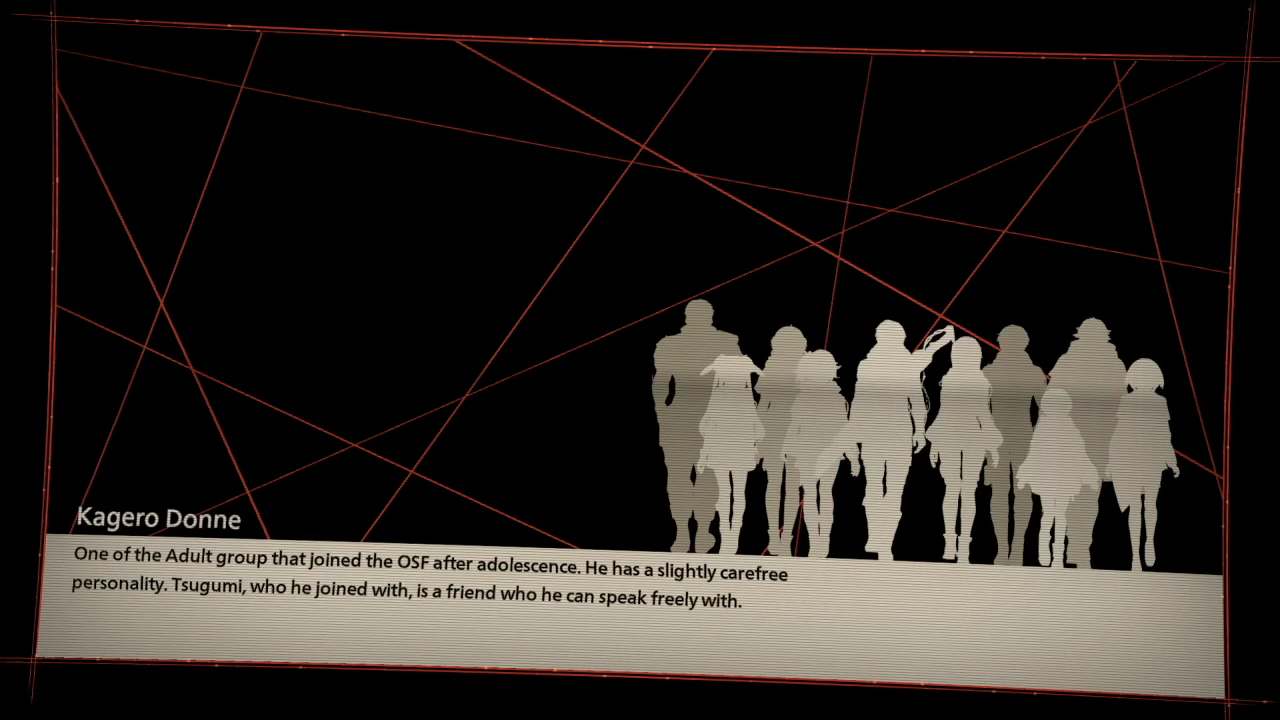 Kagero Donne
One of the Adult group that joined the OSF after adolescence. He has a slightly carefree
personality. Tsugumi, who he joined with, is a friend who he can speak freely with.